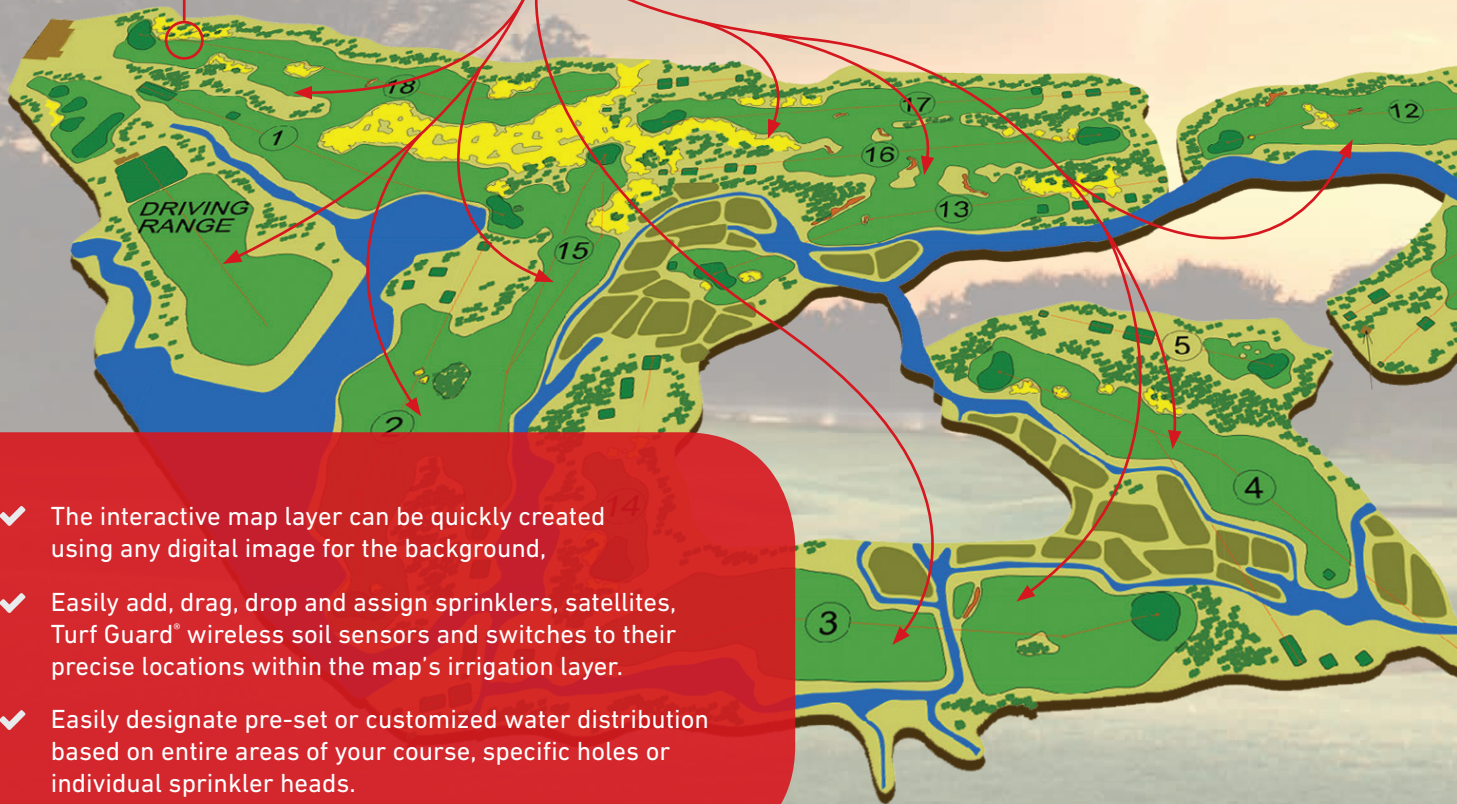 18
17
12
1
16
DRIVING
RANGE
13
15
5
2
4
14
3
The interactive map layer can be quickly created
using any digital image for the background,
Easily add, drag, drop and assign sprinklers, satellites,
Turf Guard® wireless soil sensors and switches to their
precise locations within the map's irrigation layer.
Easily designate pre-set or customized water distribution
based on entire areas of your course, specific holes or
individual sprinkler heads.